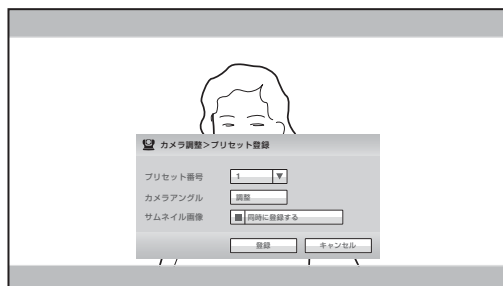 カメラ調整>プリセット登録
プリセット番号 1
カメラアングル 調整
サムネイル画像 同時に登録する
登録 キャンセル